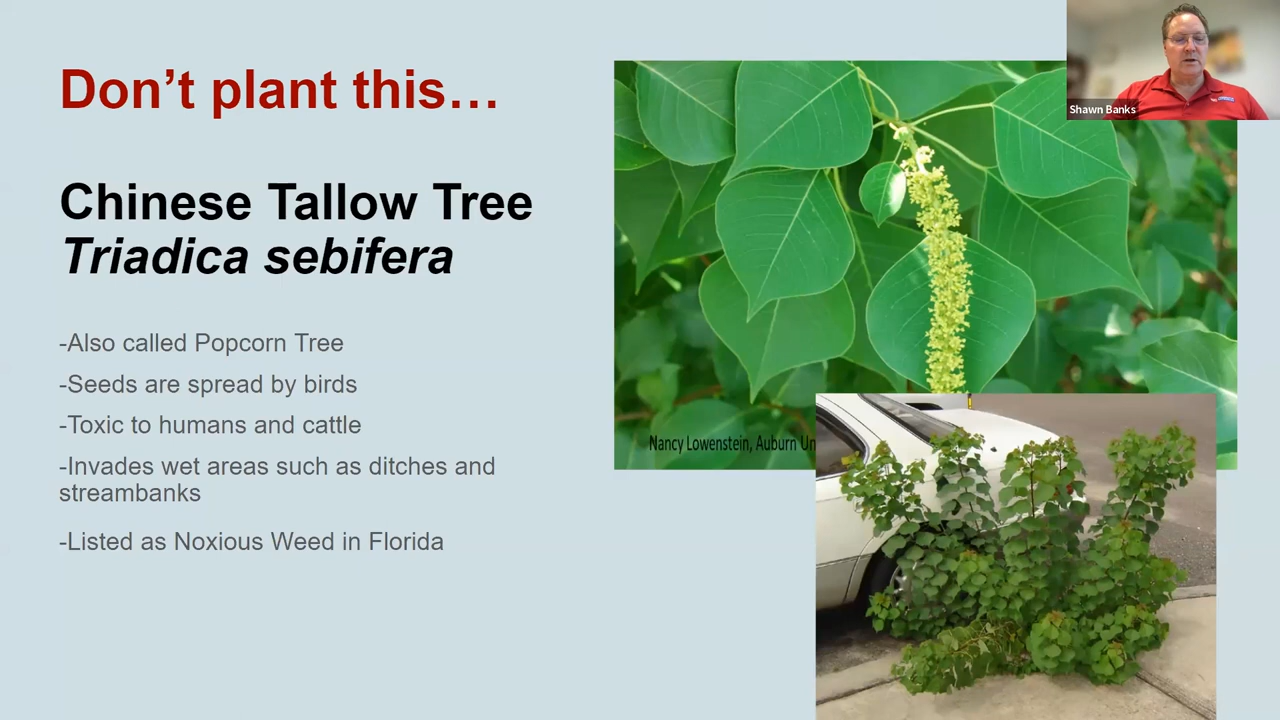 Don't plant this…
Chinese Tallow Tree
Triadica sebifera
-Also called Popcorn Tree
-Seeds are spread by birds
-Toxic to humans and cattle
-Invades wet areas such as ditches and
streambanks
-Listed as Noxious Weed in Florida
Shawn Banks
Nancy Lowenstein, Auburn Un